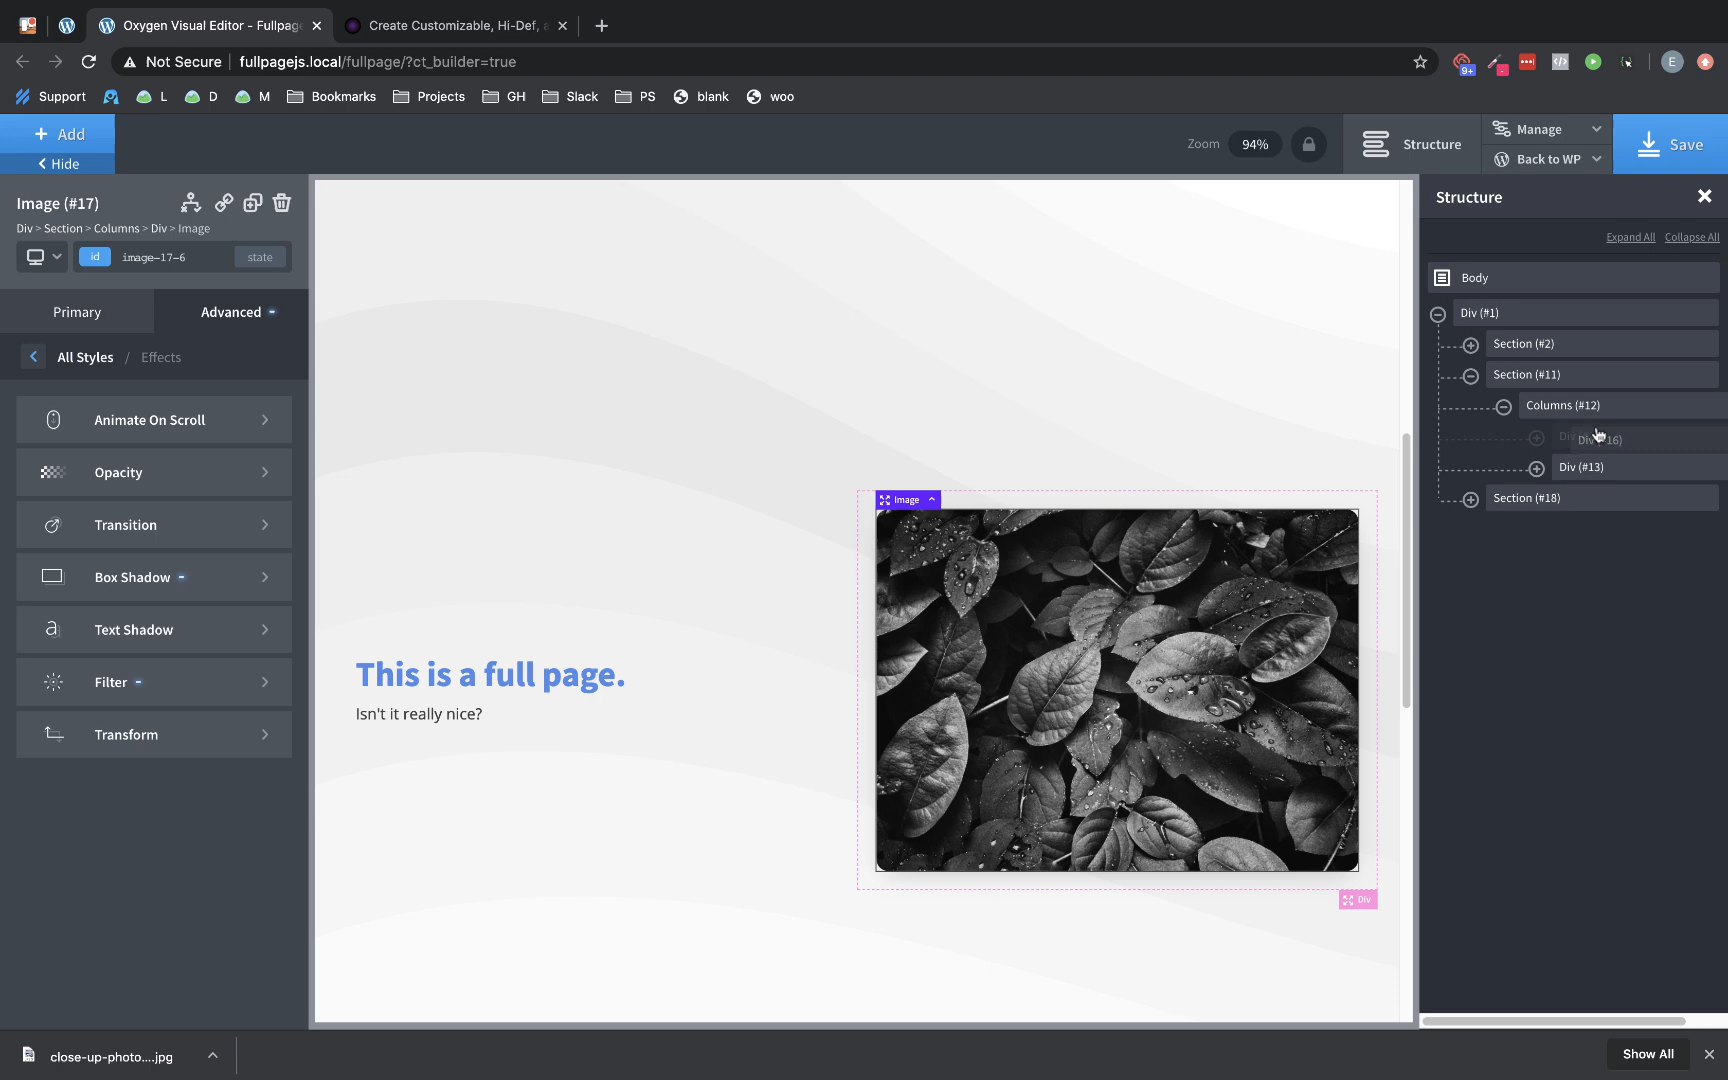 Oxygen Visual Editor - Fullpage
Create Customizable, Hi-Def, a
Not Secure
fullpagejs.local/fullpage/?ct_builder=true
9+
E
Support
L
D
M
Bookmarks
Projects
GH
Slack
PS
blank
woo
+ Add
Hide
Zoom
94%
Structure
Manage
Back to WP
Save
Image (#17)
Div > Section > Columns > Div > Image
id
image-17-6
state
Primary
Advanced
All Styles / Effects
Animate On Scroll
Opacity
Transition
Box Shadow
Text Shadow
Filter
Transform
Image
This is a full page.
Isn't it really nice?
Div
Structure
Expand All
Collapse All
Body
Div (#1)
Section (#2)
Section (#11)
Columns (#12)
Div (#13)
Section (#18)
close-up-photo....jpg
Show All